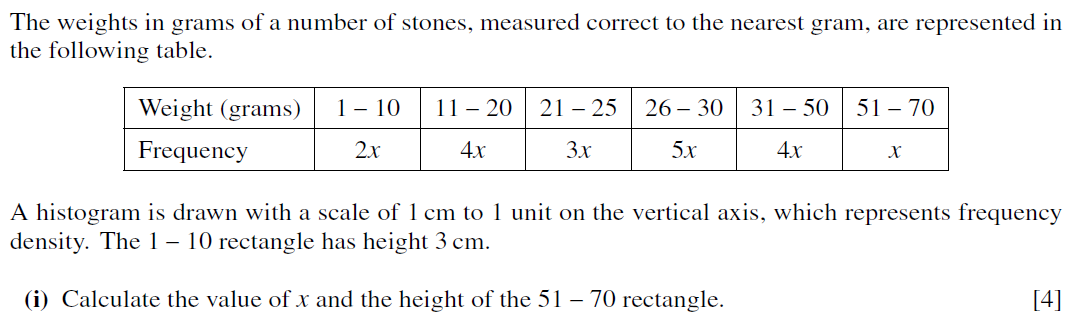 The weights in grams of a number of stones, measured correct to the nearest gram, are represented in
the following table.
Weight (grams) 1 – 10 11 – 20 21 – 25 26 – 30 31 – 50 51 – 70
Frequency 2x 4x 3x 5x 4x x
A histogram is drawn with a scale of 1 cm to 1 unit on the vertical axis, which represents frequency
density. The 1 – 10 rectangle has height 3 cm.
(i) Calculate the value of x and the height of the 51 – 70 rectangle. [4]